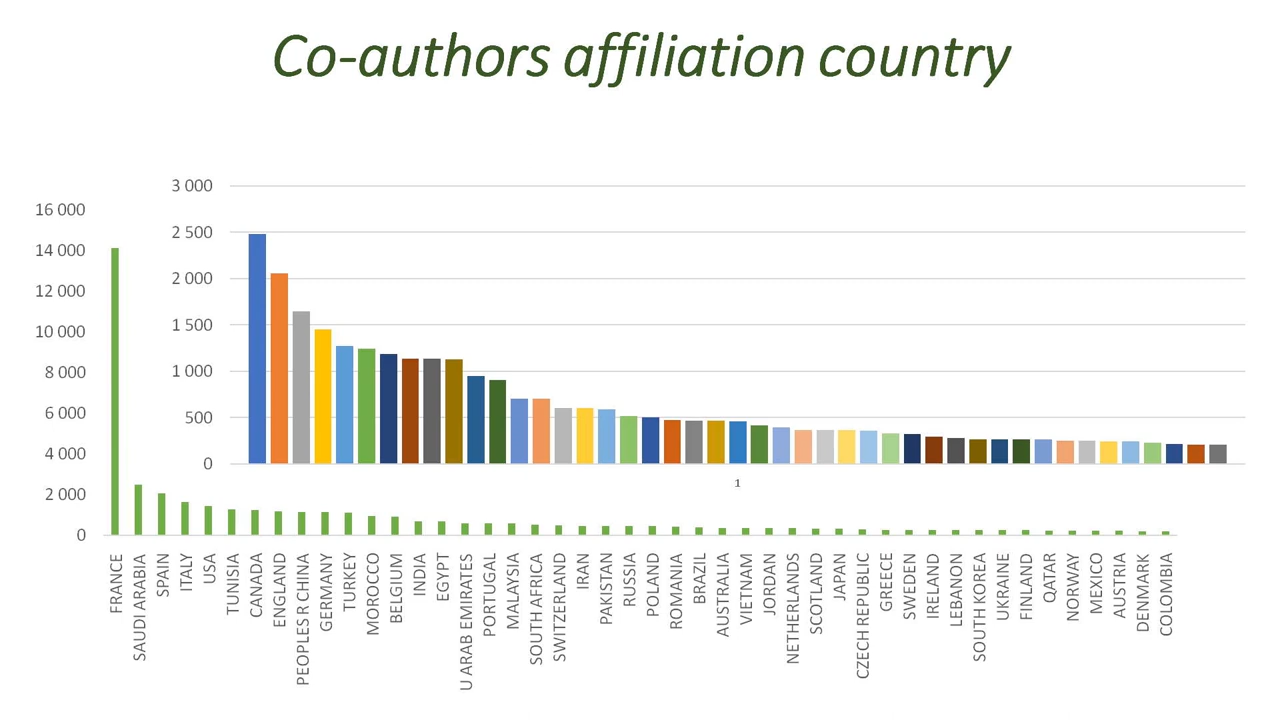 Co-authors affiliation country
3 000
2 500
2 000
1 500
1 000
500
0
1
16 000
14 000
12 000
10 000
8 000
6 000
4 000
2 000
0
FRANCE
SAUDI ARABIA
SPAIN
ITALY
USA
TUNISIA
CANADA
ENGLAND
PEOPLES R CHINA
GERMANY
TURKEY
MOROCCO
BELGIUM
INDIA
EGYPT
U ARAB EMIRATES
PORTUGAL
MALAYSIA
SOUTH AFRICA
SWITZERLAND
IRAN
PAKISTAN
RUSSIA
POLAND
ROMANIA
BRAZIL
AUSTRALIA
VIETNAM
JORDAN
NETHERLANDS
SCOTLAND
JAPAN
CZECH REPUBLIC
GREECE
SWEDEN
IRELAND
LEBANON
SOUTH KOREA
UKRAINE
FINLAND
QATAR
NORWAY
MEXICO
AUSTRIA
DENMARK
COLOMBIA